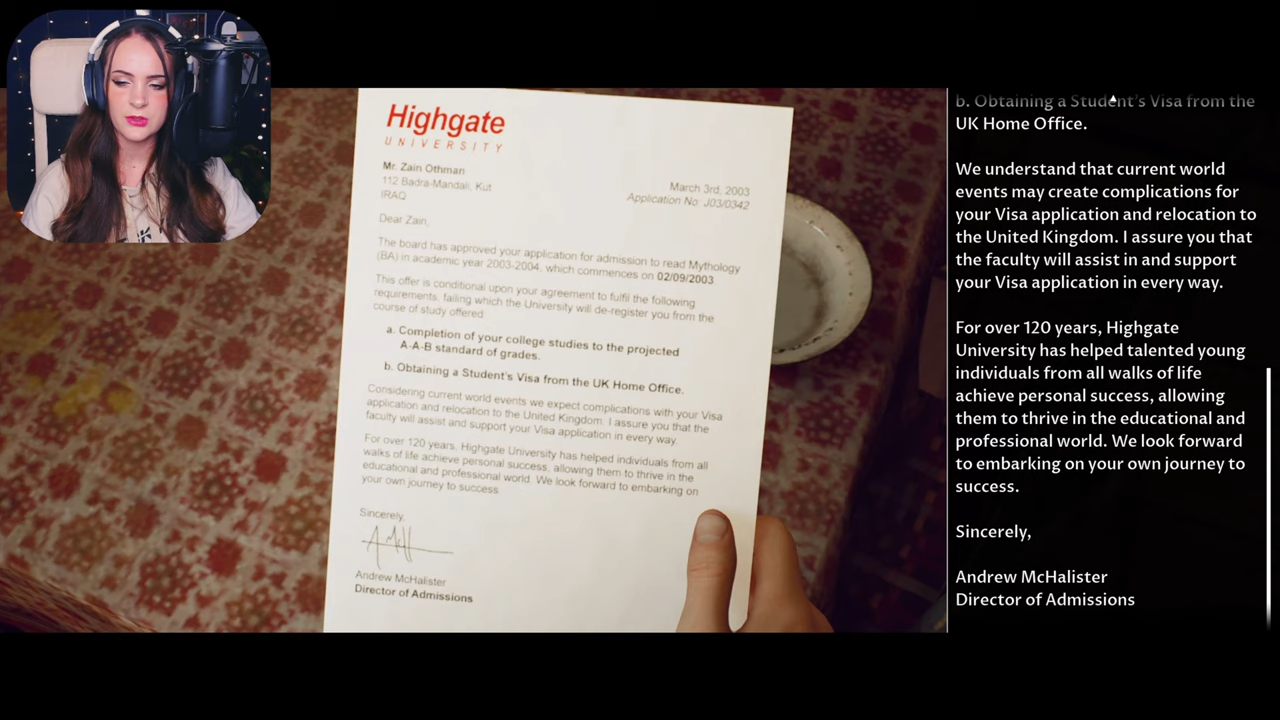 Highgate
UNIVERSITY
Mr. Zain Othman
112 Badra-Mandali, Kut
IRAQ
March 3rd, 2003
Application No: J03/0342
Dear Zain,
The board has approved your application for admission to read Mythology
(BA) in academic year 2003-2004, which commences on 02/09/2003
This offer is conditional upon your agreement to fulfil the following
requirements, failing which the University will de-register you from the
course of study offered:
a. Completion of your college studies to the projected
A-A-B standard of grades.
b. Obtaining a Student's Visa from the UK Home Office.
Considering current world events we expect complications with your Visa
application and relocation to the United Kingdom. I assure you that the
faculty will assist and support your Visa application in every way.
For over 120 years, Highgate University has helped individuals from all
walks of life achieve personal success, allowing them to thrive in the
educational and professional world. We look forward to embarking on
your own journey to success.
Sincerely,
Andrew McHalister
Director of Admissions
b. Obtaining a Student's Visa from the
UK Home Office.
We understand that current world
events may create complications for
your Visa application and relocation to
the United Kingdom. I assure you that
the faculty will assist in and support
your Visa application in every way.
For over 120 years, Highgate
University has helped talented young
individuals from all walks of life
achieve personal success, allowing
them to thrive in the educational and
professional world. We look forward
to embarking on your own journey to
success.
Sincerely,
Andrew McHalister
Director of Admissions